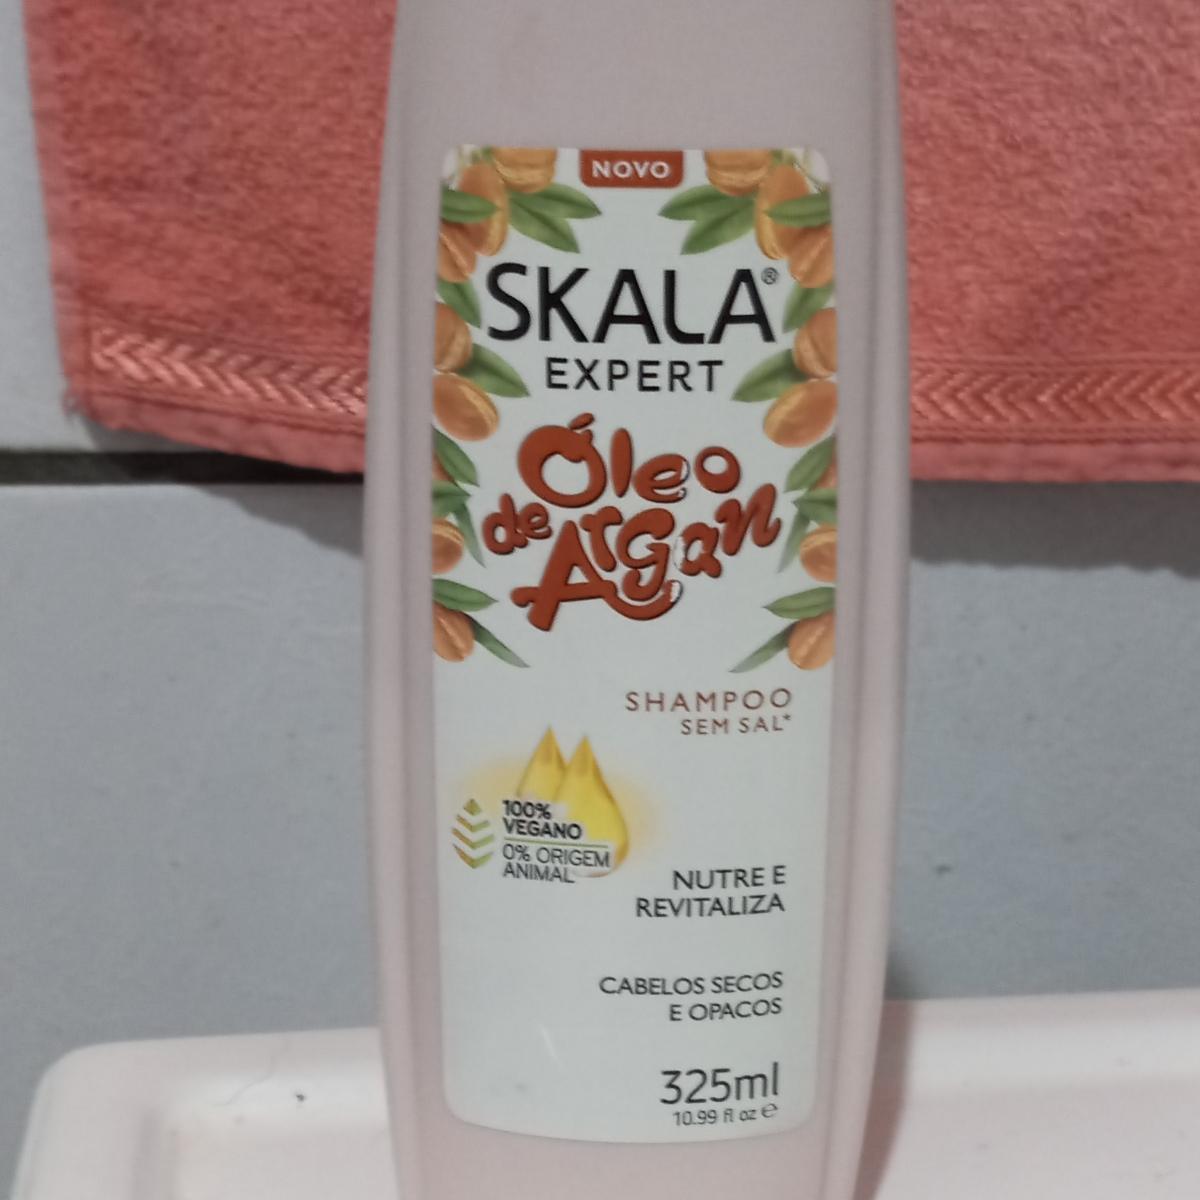 NOVO
SKALA®
EXPERT
Óleo
de Argan
SHAMPOO
SEM SAL*
100%
VEGANO
0% ORIGEM
ANIMAL
NUTRE E
REVITALIZA
CABELOS SECOS
E OPACOS
325ml
10.99 fl oz ℮